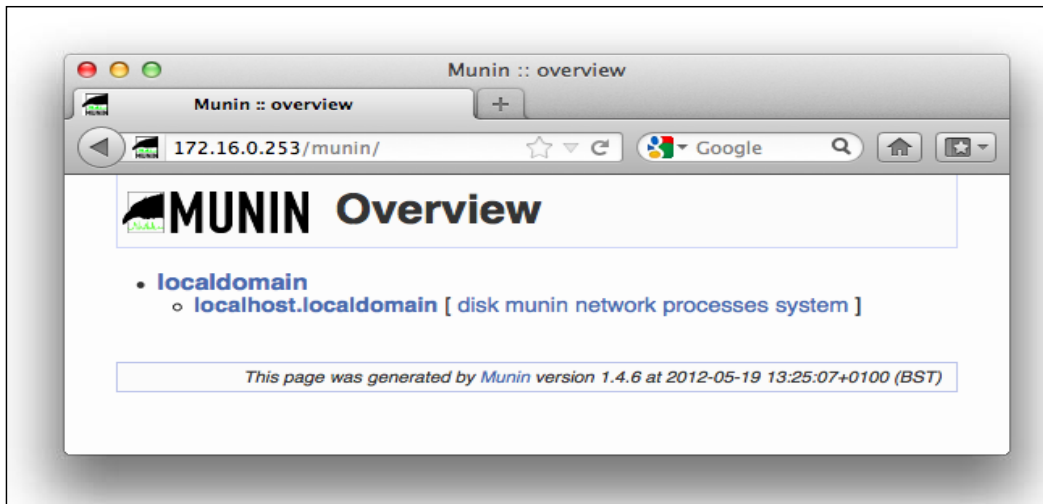 Munin :: overview
Munin :: overview
172.16.0.253/munin/
Google
MUNIN Overview
localdomain
localhost.localdomain [ disk munin network processes system ]
This page was generated by Munin version 1.4.6 at 2012-05-19 13:25:07+0100 (BST)